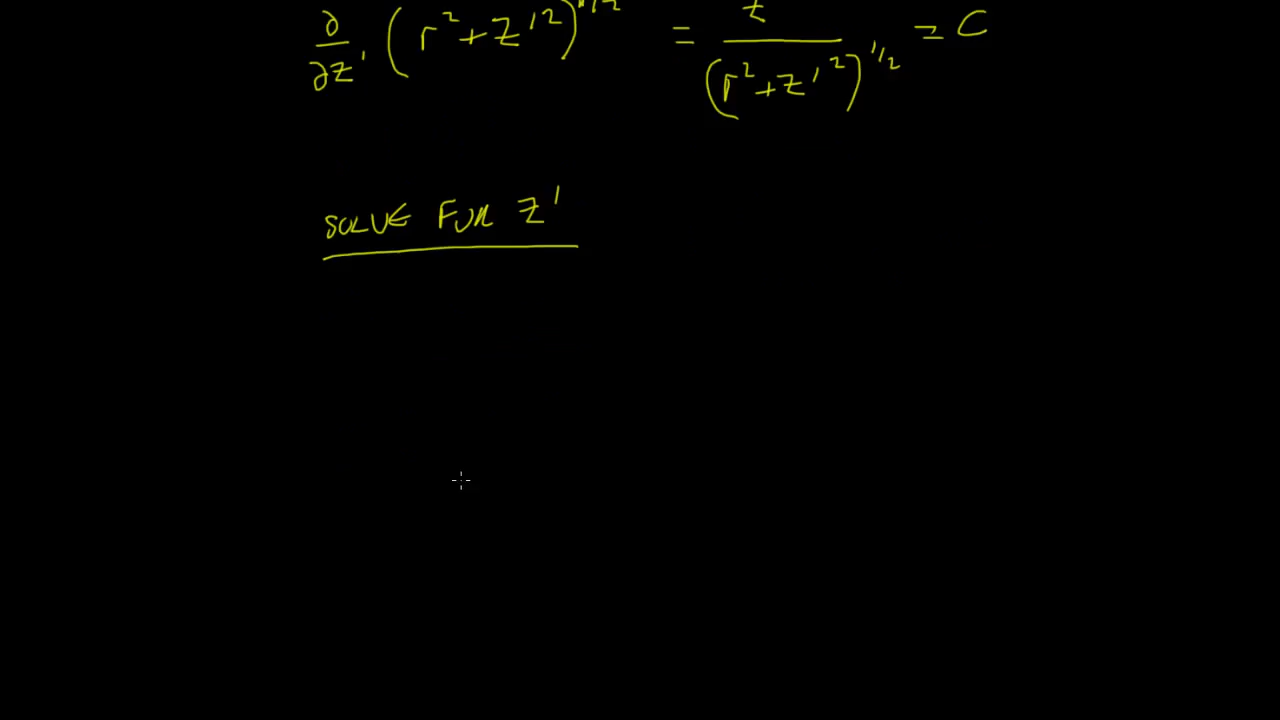 ∂/∂z' (r² + z'²)^1/2 = z / (r² + z'²)^1/2 = C
SOLVE FOR Z'